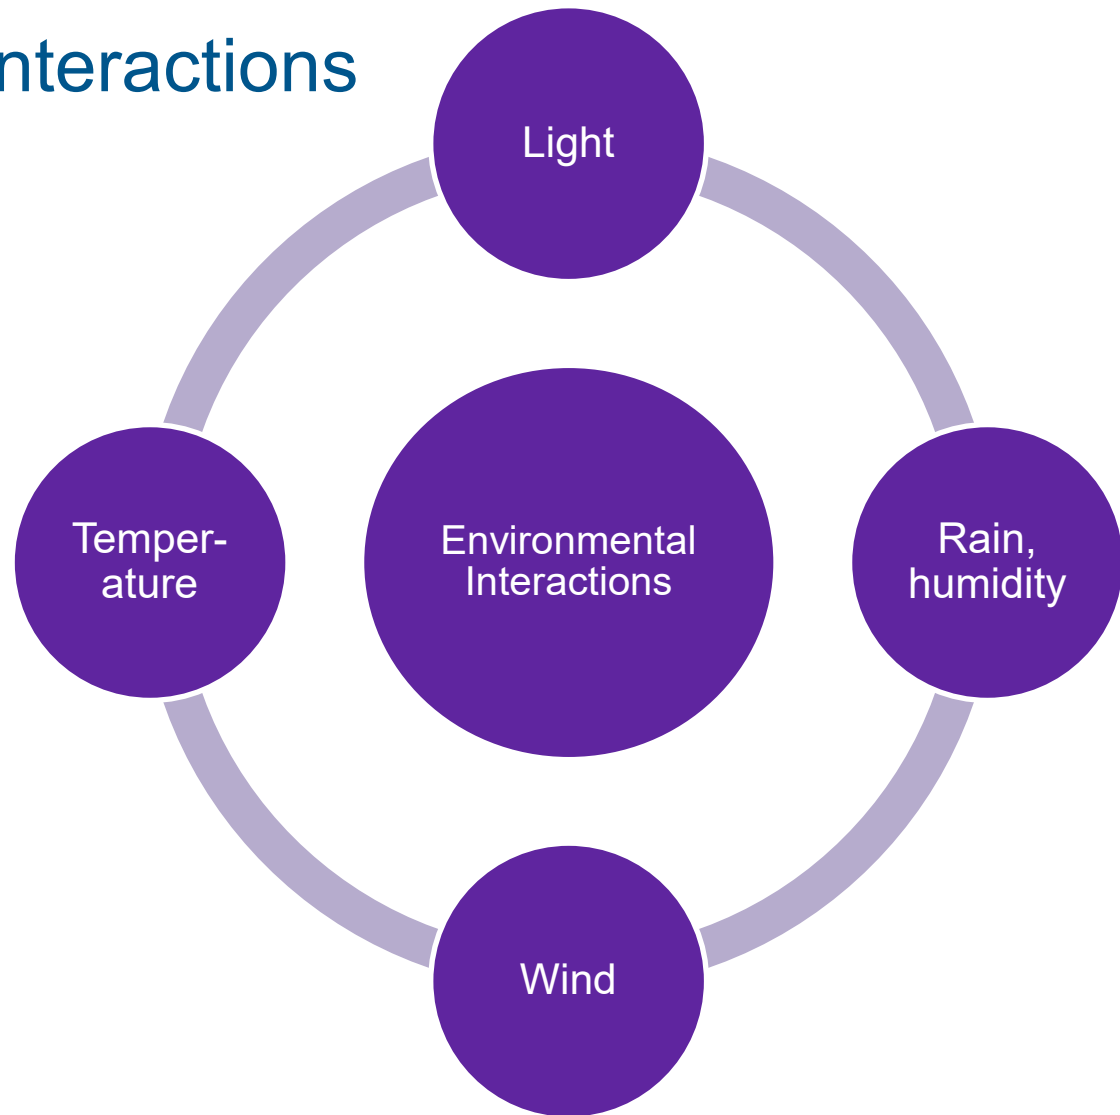 nteractions
Light
Temper-
ature
Environmental
Interactions
Rain,
humidity
Wind